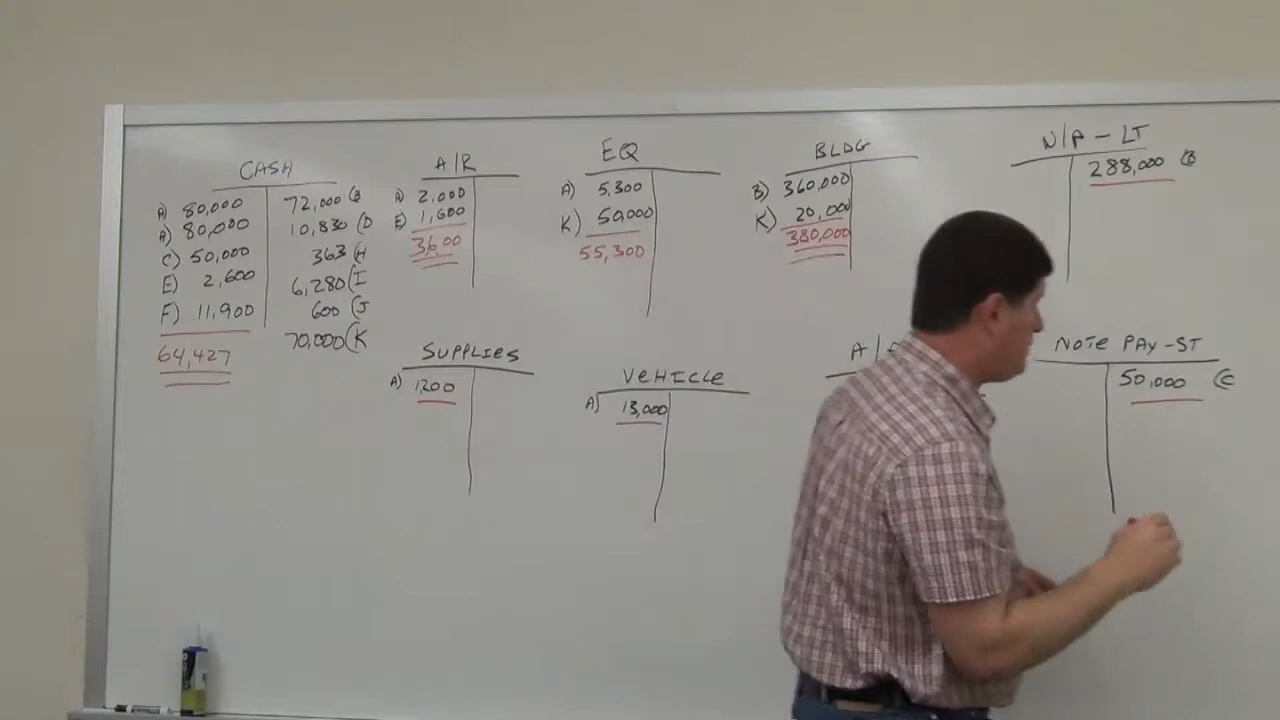 CASH
A) 80,000 72,000 (B
A) 80,000 10,830 (D
C) 50,000 363 (H
E) 2,600 6,280 (I
F) 11,900 600 (J
70,000 (K
64,427
A/R
2,000
E) 1,600
3,600
EQ
A) 5,300
K) 50,000
55,300
BLDG
B) 360,000
K) 20,000
380,000
N/P - LT
288,000 (B
SUPPLIES
A) 1200
VEHICLE
A) 13,000
A/
NOTE PAY-ST
50,000 (C